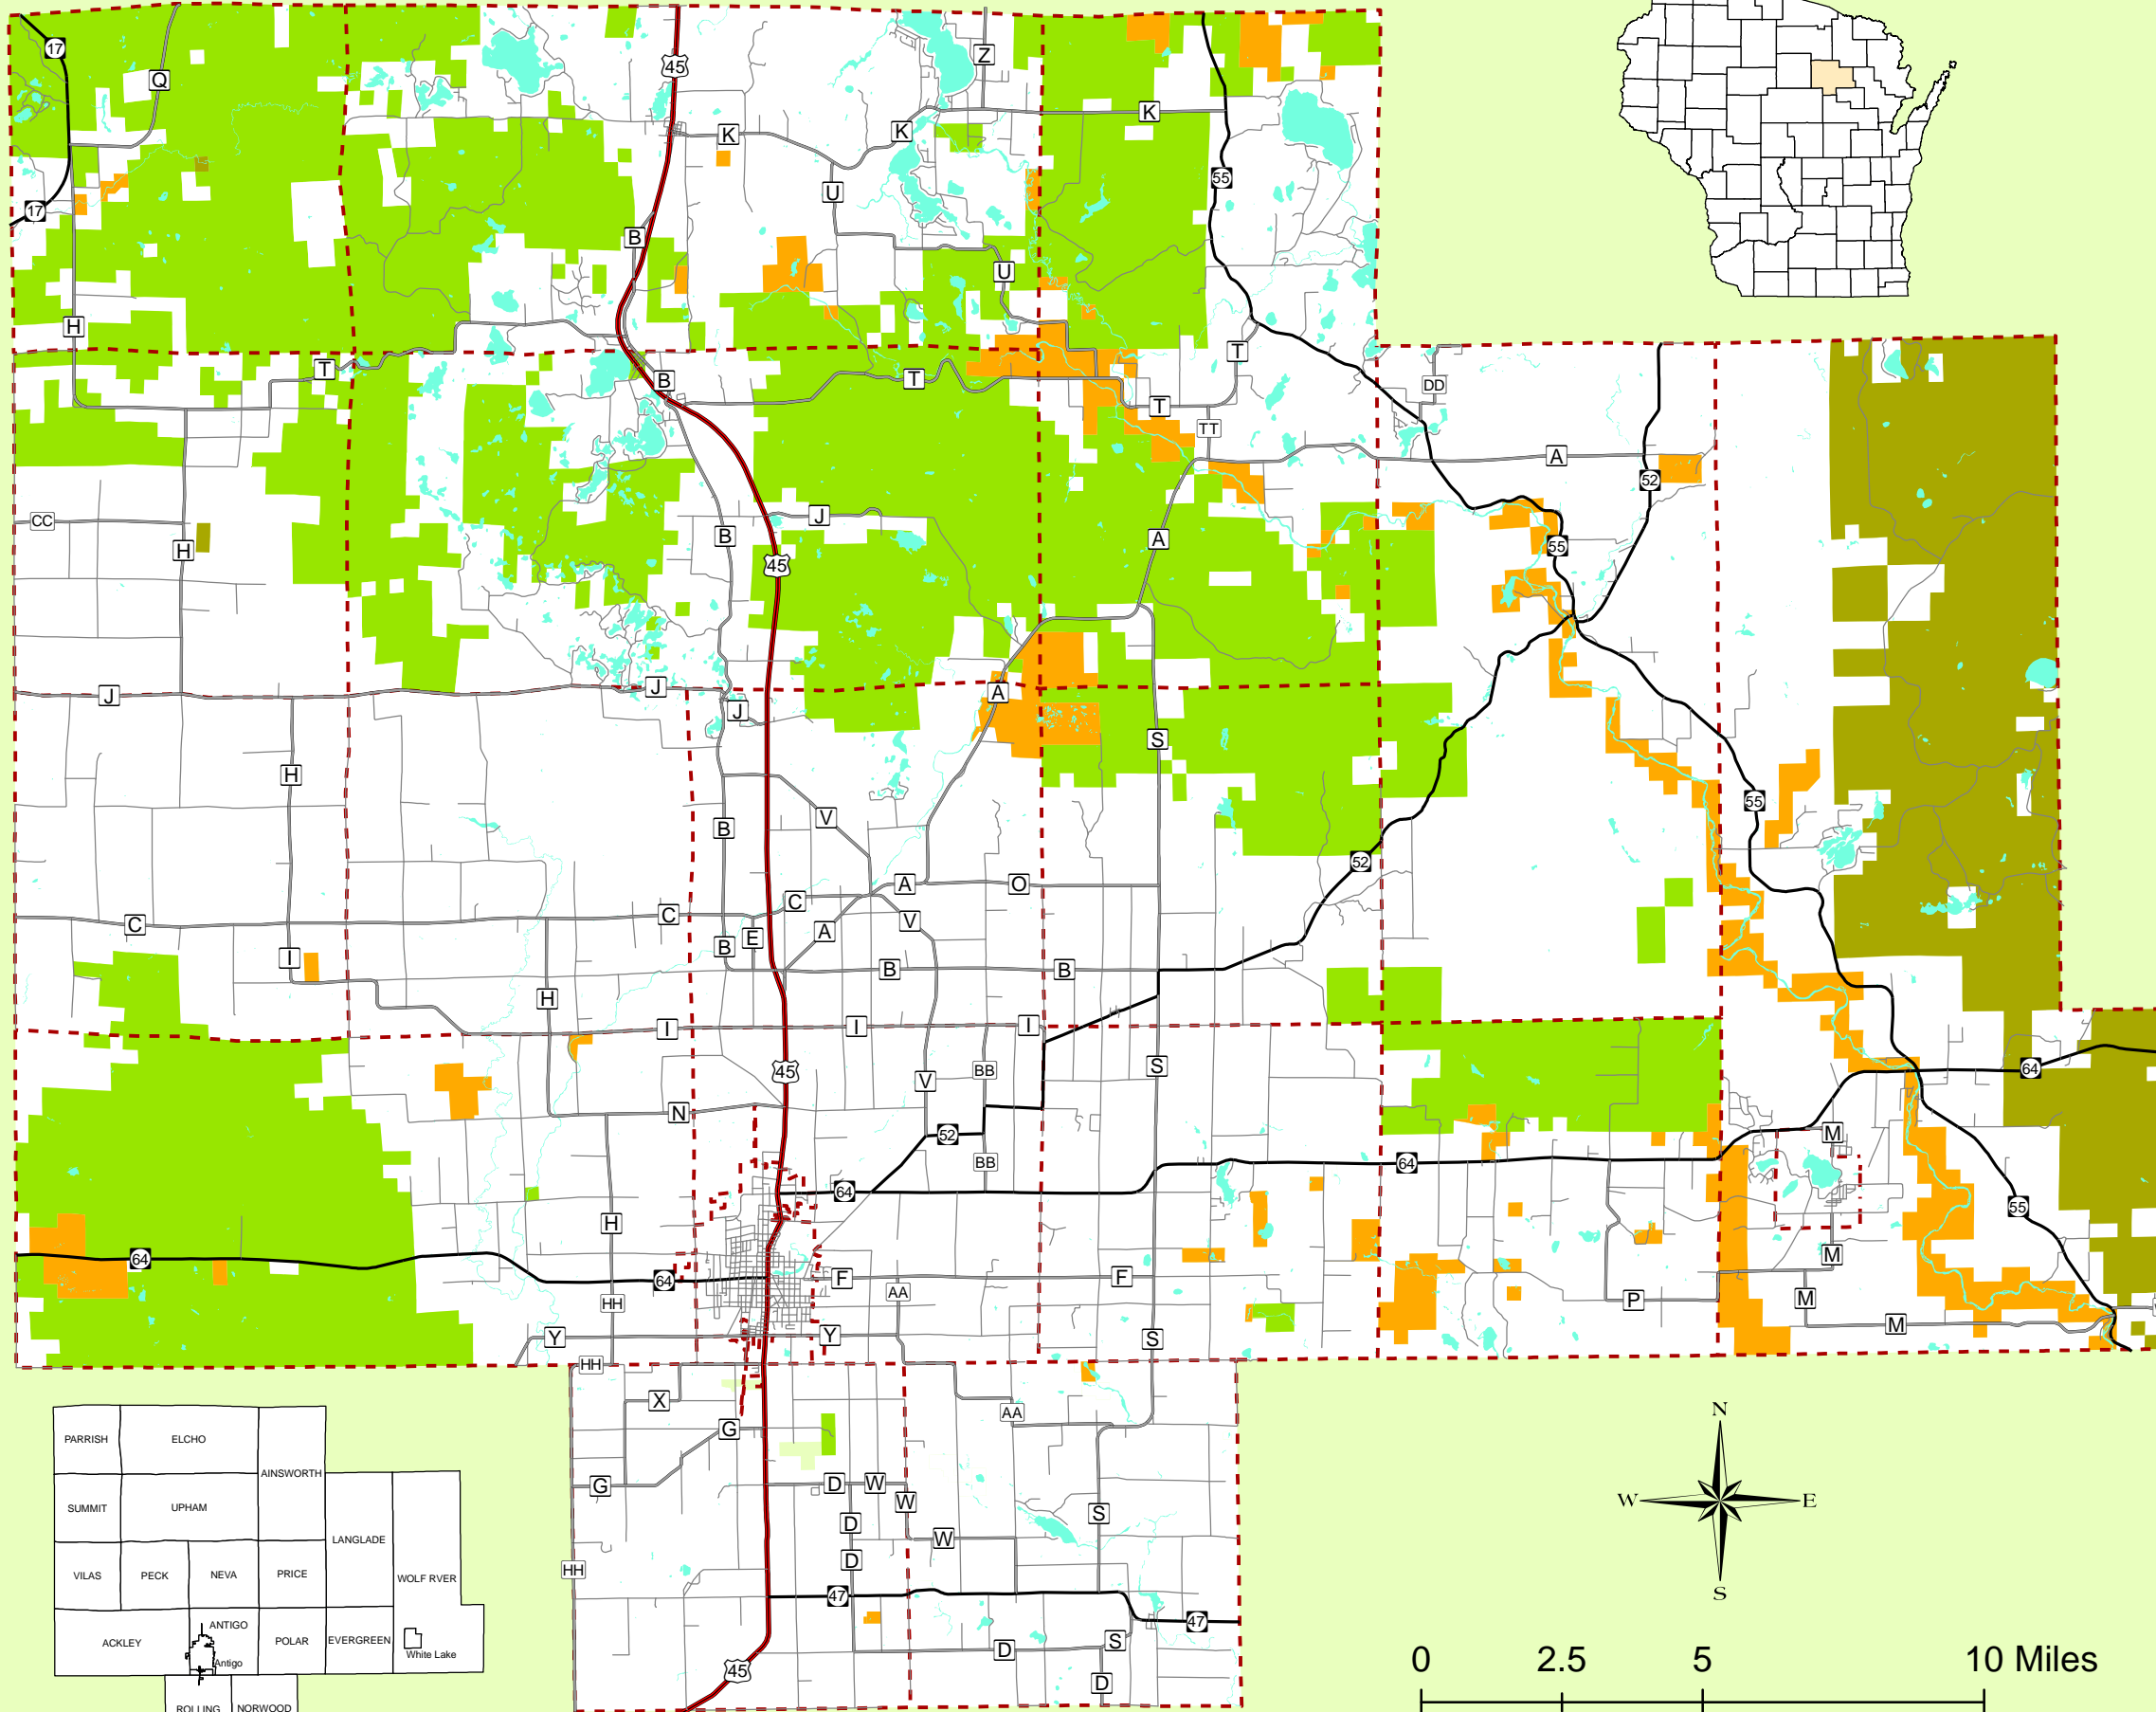 17
Q
45
Z
K
K
K
55
17
U
B
U
H
T
T
B
T
T
DD
TT
A
52
CC
H
J
B
45
A
55
J
J
J
A
S
H
B
V
55
52
A
O
C
C
C
A
V
B
E
I
B
B
H
I
I
I
45
V
BB
S
64
N
52
BB
M
64
64
H
55
64
64
F
F
M
HH
AA
P
M
M
Y
Y
S
HH
X
G
AA
G
D
W
W
D
S
W
D
HH
47
47
D
S
45
D
PARRISH
ELCHO
AINSWORTH
SUMMIT
UPHAM
LANGLADE
VILAS
PECK
NEVA
PRICE
WOLF RVER
ANTIGO
ACKLEY
POLAR
EVERGREEN
White Lake
Antigo
ROLLING
NORWOOD
N
W
E
S
0
2.5
5
10 Miles